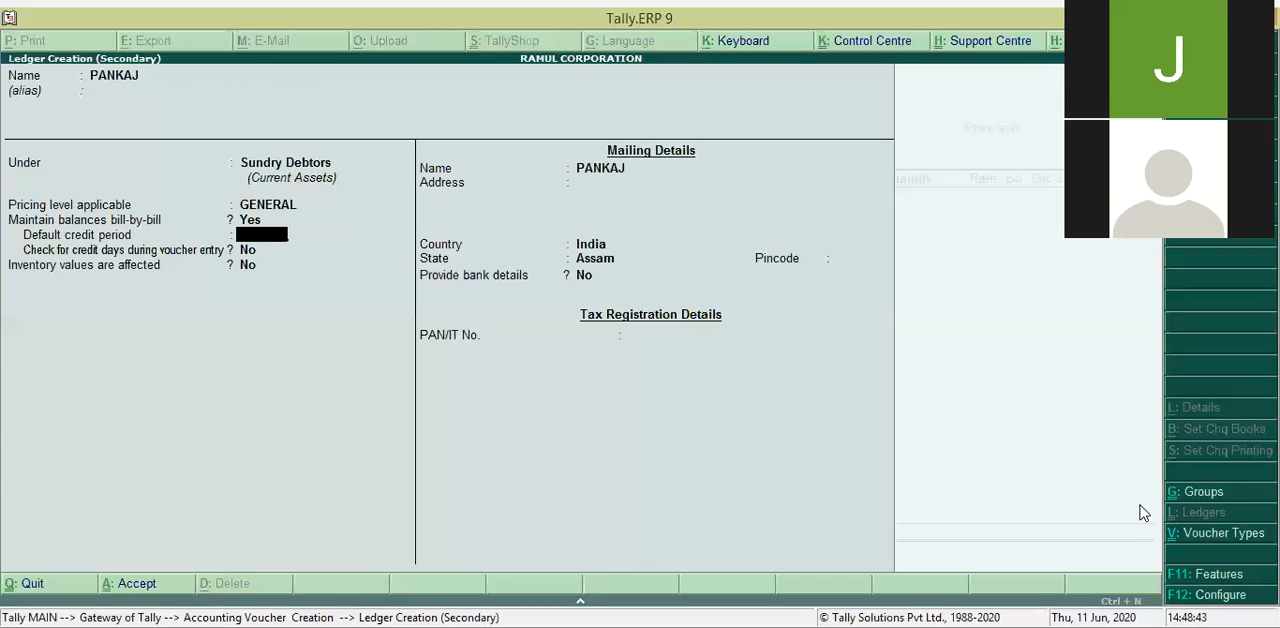 Tally.ERP 9
P: Print E: Export M: E-Mail O: Upload S: TallyShop G: Language K: Keyboard K: Control Centre H: Support Centre H:
Ledger Creation (Secondary) RAMUL CORPORATION
Name : PANKAJ
(alias) :
J
Price level
Under : Sundry Debtors
(Current Assets)
Pricing level applicable : GENERAL
Maintain balances bill-by-bill ? Yes
Default credit period :
Check for credit days during voucher entry ? No
Inventory values are affected ? No
Mailing Details
Name : PANKAJ
Address :
Country : India
State : Assam Pincode :
Provide bank details ? No
Tax Registration Details
PAN/IT No. :
per
L: Details
B: Set Chq Books
S: Set Chq Printing
G: Groups
L: Ledgers
V: Voucher Types
F11: Features
F12: Configure
Q: Quit A: Accept D: Delete
Ctrl + N
Tally MAIN --> Gateway of Tally --> Accounting Voucher Creation --> Ledger Creation (Secondary) © Tally Solutions Pvt Ltd., 1988-2020 Thu, 11 Jun, 2020 14:48:43